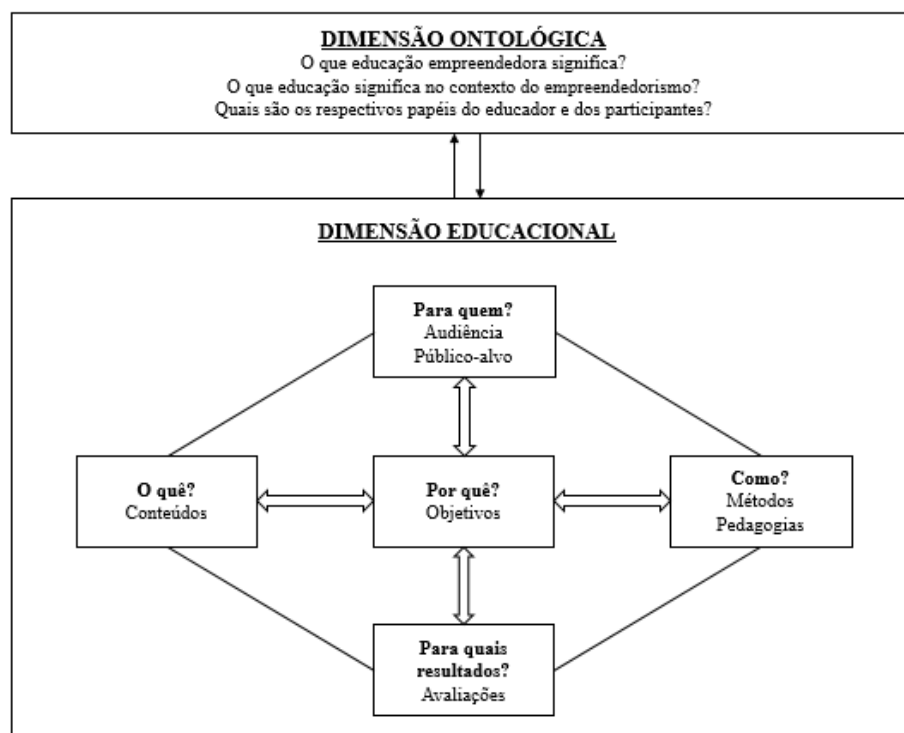 DIMENSÃO ONTOLÓGICA
O que educação empreendedora significa?
O que educação significa no contexto do empreendedorismo?
Quais são os respectivos papéis do educador e dos participantes?
DIMENSÃO EDUCACIONAL
Para quem?
Audiência
Público-alvo
O quê?
Conteúdos
Por quê?
Objetivos
Como?
Métodos
Pedagogias
Para quais
resultados?
Avaliações